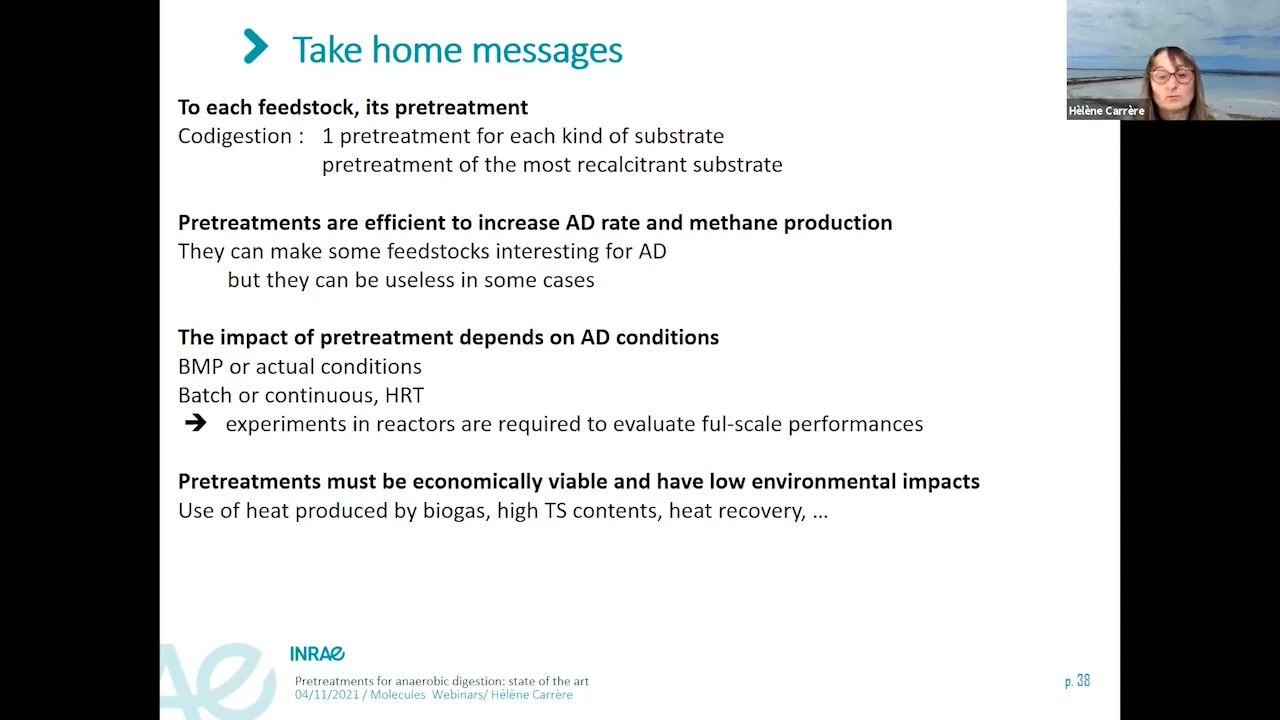 Take home messages
Hèlène Carrère
To each feedstock, its pretreatment
Codigestion : 1 pretreatment for each kind of substrate
pretreatment of the most recalcitrant substrate
Pretreatments are efficient to increase AD rate and methane production
They can make some feedstocks interesting for AD
but they can be useless in some cases
The impact of pretreatment depends on AD conditions
BMP or actual conditions
Batch or continuous, HRT
➔ experiments in reactors are required to evaluate ful-scale performances
Pretreatments must be economically viable and have low environmental impacts
Use of heat produced by biogas, high TS contents, heat recovery, ...
INRAE
Pretreatments for anaerobic digestion: state of the art
04/11/2021 / Molecules Webinars/ Hélène Carrère
p. 38